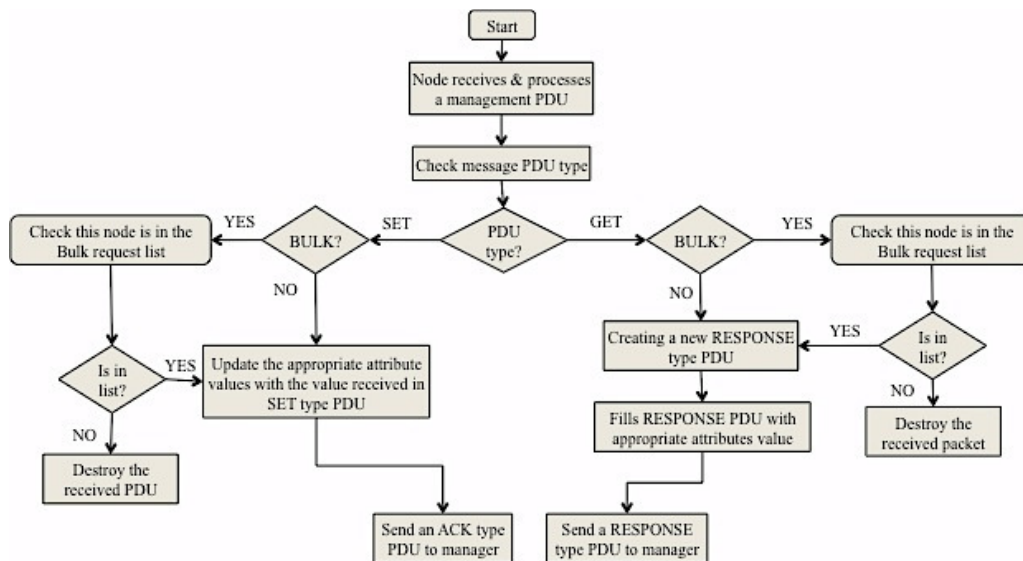 Start
Node receives & processes
a management PDU
Check message PDU type
PDU
type?
SET
GET
BULK?
YES
Check this node is in the
Bulk request list
NO
Is in
list?
YES
NO
Destroy the
received PDU
Update the appropriate attribute
values with the value received in
SET type PDU
Send an ACK type
PDU to manager
BULK?
YES
Check this node is in the
Bulk request list
NO
Is in
list?
YES
NO
Destroy the
received packet
Creating a new RESPONSE
type PDU
Fills RESPONSE PDU with
appropriate attributes value
Send a RESPONSE
type PDU to manager